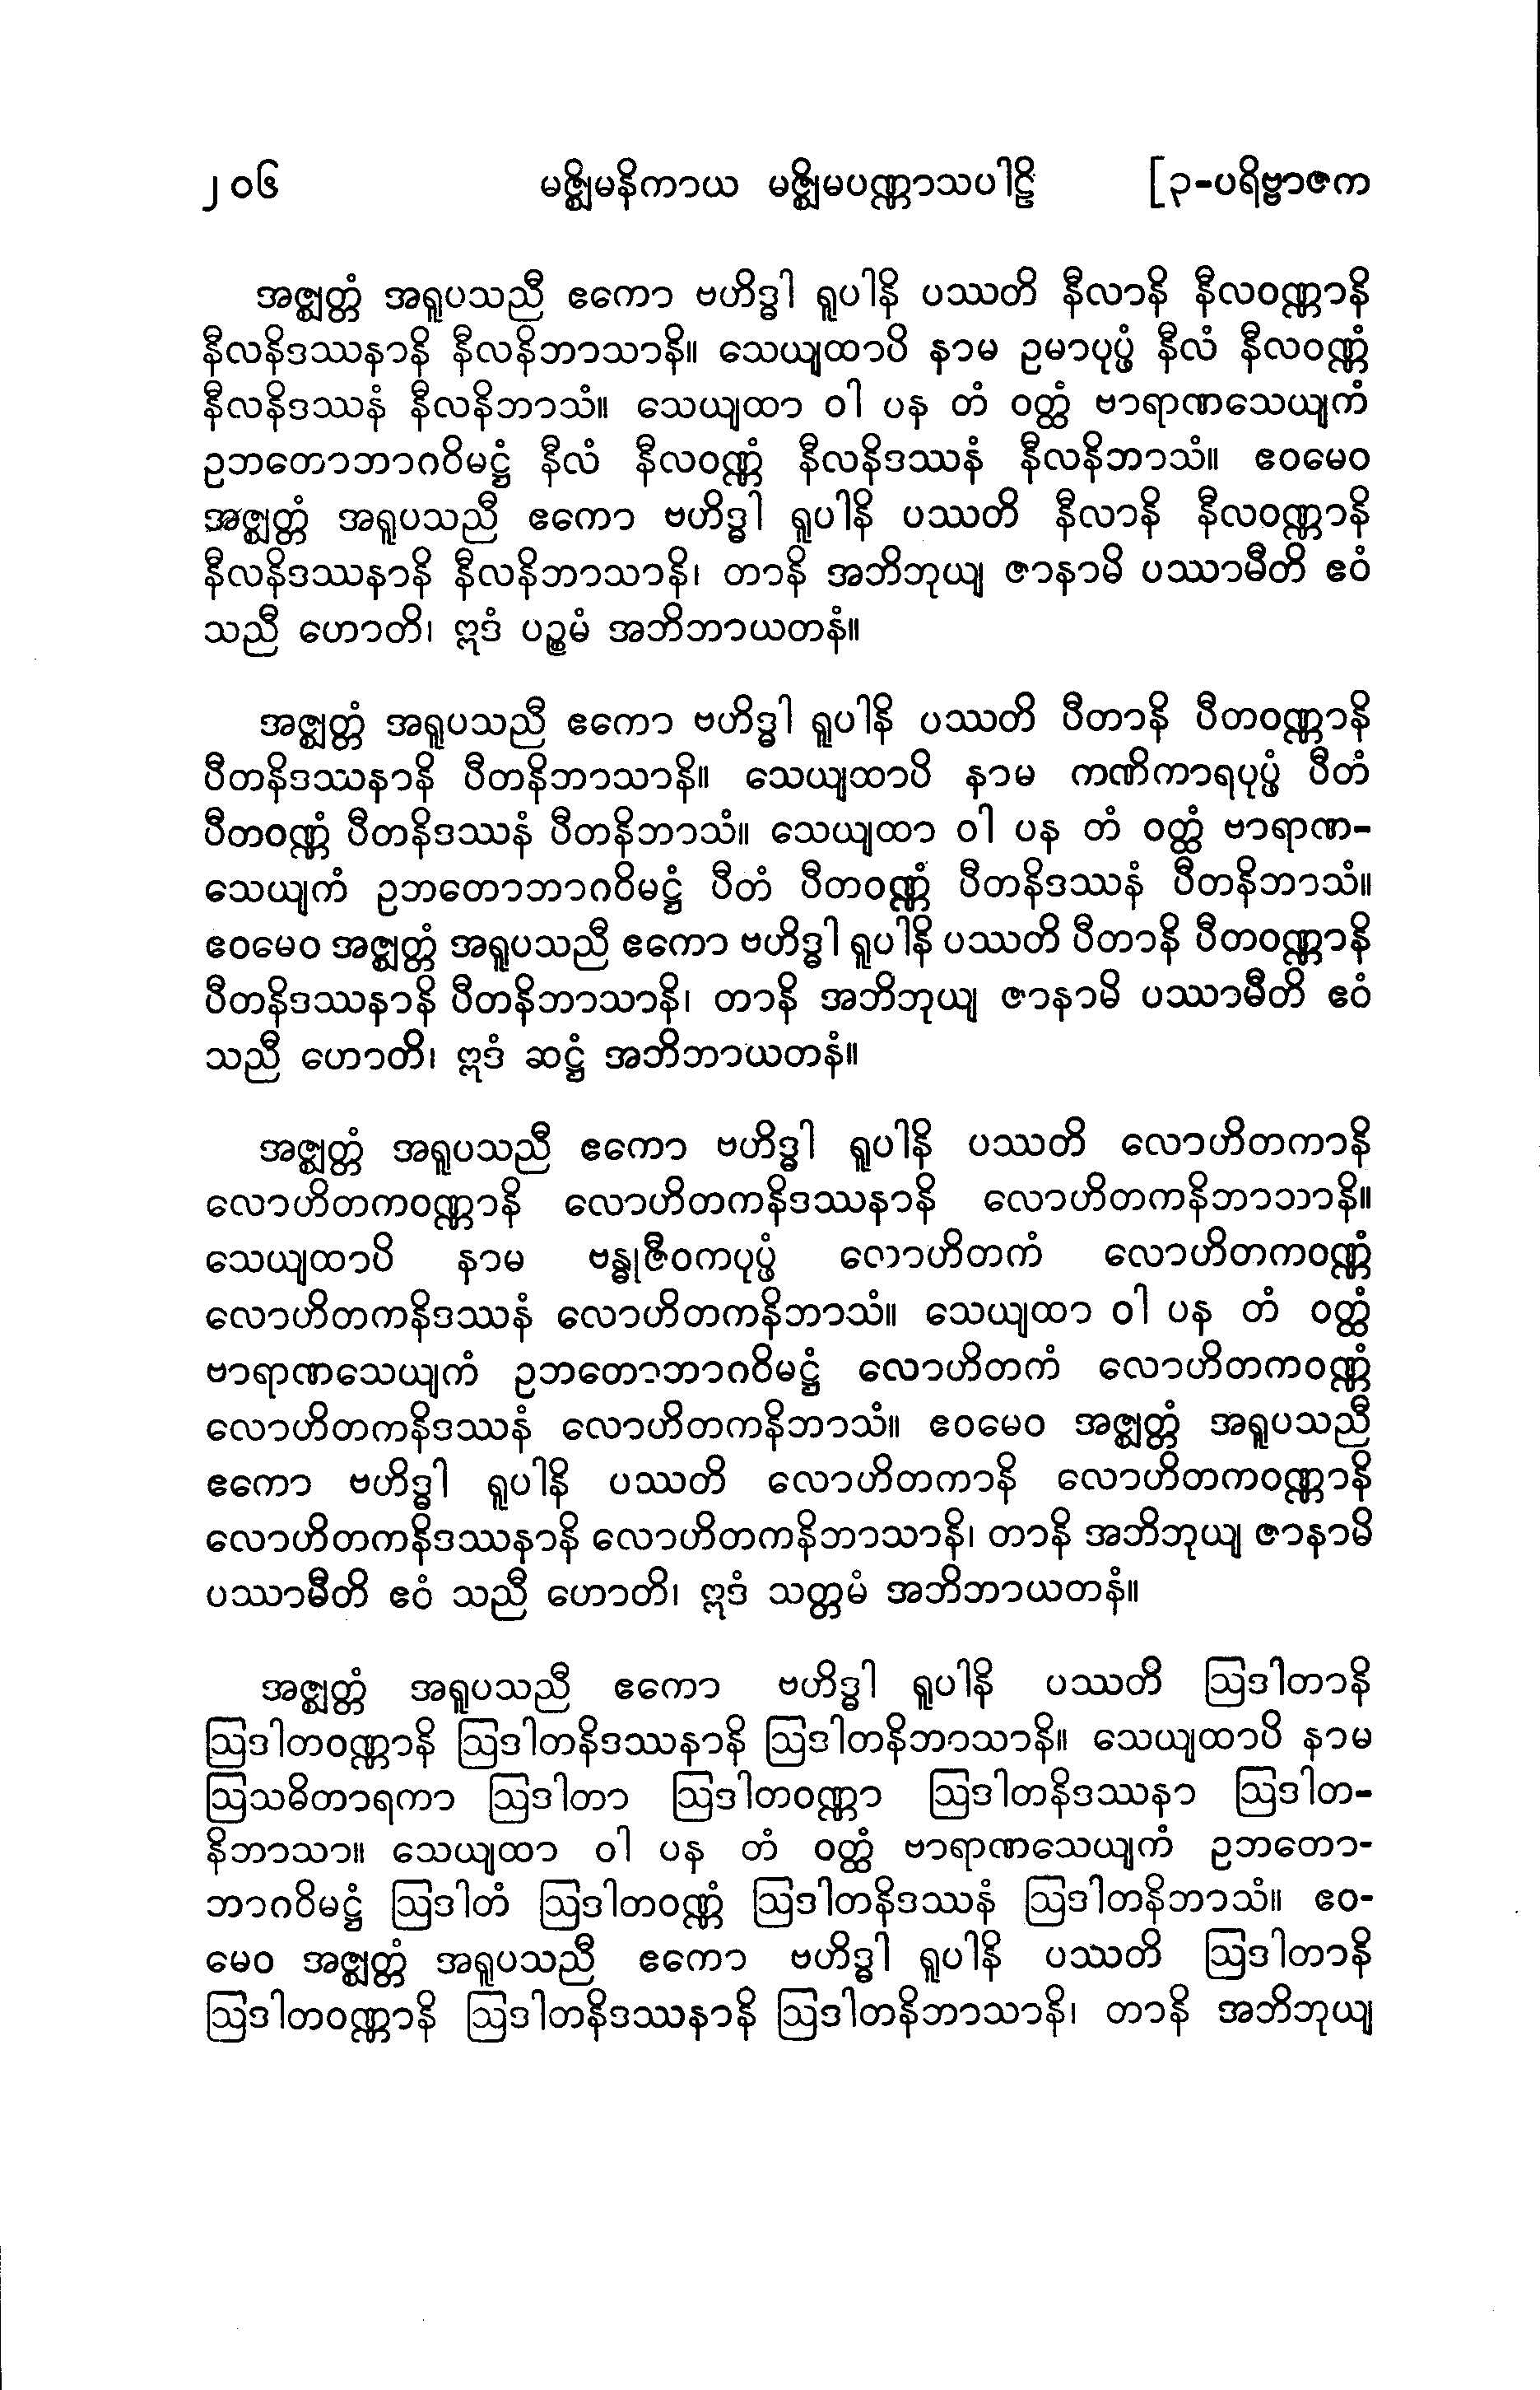 ၂၀၆ မဇ္ဈိမနိကာယ မဇ္ဈိမပဏ္ဏာသပါဠိ [၃-ပရိဗ္ဗာဇက
အဇ္ဈတ္တံ အရူပသညီ ဧကော ဗဟိဒ္ဓါ ရူပါနိ ပဿတိ နီလာနိ နီလဝဏ္ဏာနိ
နီလနိဒဿနာနိ နီလနိဘာသာနိ။ သေယျထာပိ နာမ ဥမာပုပ္ဖံ နီလံ နီလဝဏ္ဏံ
နီလနိဒဿနံ နီလနိဘာသံ။ သေယျထာ ဝါ ပန တံ ဝတ္ထံ ဗာရာဏသေယျကံ
ဥဘတောဘာဂဝိမဋ္ဌံ နီလံ နီလဝဏ္ဏံ နီလနိဒဿနံ နီလနိဘာသံ။ ဧဝမေဝ
အဇ္ဈတ္တံ အရူပသညီ ဧကော ဗဟိဒ္ဓါ ရူပါနိ ပဿတိ နီလာနိ နီလဝဏ္ဏာနိ
နီလနိဒဿနာနိ နီလနိဘာသာနိ၊ တာနိ အဘိဘုယျ ဇာနာမိ ပဿာမီတိ ဧဝံ
သညီ ဟောတိ၊ ဣဒံ ပဉ္စမံ အဘိဘာယတနံ။
အဇ္ဈတ္တံ အရူပသညီ ဧကော ဗဟိဒ္ဓါ ရူပါနိ ပဿတိ ပီတာနိ ပီတဝဏ္ဏာနိ
ပီတနိဒဿနာနိ ပီတနိဘာသာနိ။ သေယျထာပိ နာမ ကဏိကာရပုပ္ဖံ ပီတံ
ပီတဝဏ္ဏံ ပီတနိဒဿနံ ပီတနိဘာသံ။ သေယျထာ ဝါ ပန တံ ဝတ္ထံ ဗာရာဏ-
သေယျကံ ဥဘတောဘာဂဝိမဋ္ဌံ ပီတံ ပီတဝဏ္ဏံ ပီတနိဒဿနံ ပီတနိဘာသံ။
ဧဝမေဝ အဇ္ဈတ္တံ အရူပသညီ ဧကော ဗဟိဒ္ဓါ ရူပါနိ ပဿတိ ပီတာနိ ပီတဝဏ္ဏာနိ
ပီတနိဒဿနာနိ ပီတနိဘာသာနိ၊ တာနိ အဘိဘုယျ ဇာနာမိ ပဿာမီတိ ဧဝံ
သညီ ဟောတိ၊ ဣဒံ ဆဋ္ဌံ အဘိဘာယတနံ။
အဇ္ဈတ္တံ အရူပသညီ ဧကော ဗဟိဒ္ဓါ ရူပါနိ ပဿတိ လောဟိတကာနိ
လောဟိတကဝဏ္ဏာနိ လောဟိတကနိဒဿနာနိ လောဟိတကနိဘာသာနိ။
သေယျထာပိ နာမ ဗန္ဓုဇီဝကပုပ္ဖံ လောဟိတကံ လောဟိတကဝဏ္ဏံ
လောဟိတကနိဒဿနံ လောဟိတကနိဘာသံ။ သေယျထာ ဝါ ပန တံ ဝတ္ထံ
ဗာရာဏသေယျကံ ဥဘတောဘာဂဝိမဋ္ဌံ လောဟိတကံ လောဟိတကဝဏ္ဏံ
လောဟိတကနိဒဿနံ လောဟိတကနိဘာသံ။ ဧဝမေဝ အဇ္ဈတ္တံ အရူပသညီ
ဧကော ဗဟိဒ္ဓါ ရူပါနိ ပဿတိ လောဟိတကာနိ လောဟိတကဝဏ္ဏာနိ
လောဟိတကနိဒဿနာနိ လောဟိတကနိဘာသာနိ၊ တာနိ အဘိဘုယျ ဇာနာမိ
ပဿာမီတိ ဧဝံ သညီ ဟောတိ၊ ဣဒံ သတ္တမံ အဘိဘာယတနံ။
အဇ္ဈတ္တံ အရူပသညီ ဧကော ဗဟိဒ္ဓါ ရူပါနိ ပဿတိ ဩဒါတာနိ
ဩဒါတဝဏ္ဏာနိ ဩဒါတနိဒဿနာနိ ဩဒါတနိဘာသာနိ။ သေယျထာပိ နာမ
ဩသဓိတာရကာ ဩဒါတာ ဩဒါတဝဏ္ဏာ ဩဒါတနိဒဿနာ ဩဒါတ-
နိဘာသာ။ သေယျထာ ဝါ ပန တံ ဝတ္ထံ ဗာရာဏသေယျကံ ဥဘတော-
ဘာဂဝိမဋ္ဌံ ဩဒါတံ ဩဒါတဝဏ္ဏံ ဩဒါတနိဒဿနံ ဩဒါတနိဘာသံ။ ဧဝ-
မေဝ အဇ္ဈတ္တံ အရူပသညီ ဧကော ဗဟိဒ္ဓါ ရူပါနိ ပဿတိ ဩဒါတာနိ
ဩဒါတဝဏ္ဏာနိ ဩဒါတနိဒဿနာနိ ဩဒါတနိဘာသာနိ၊ တာနိ အဘိဘုယျ